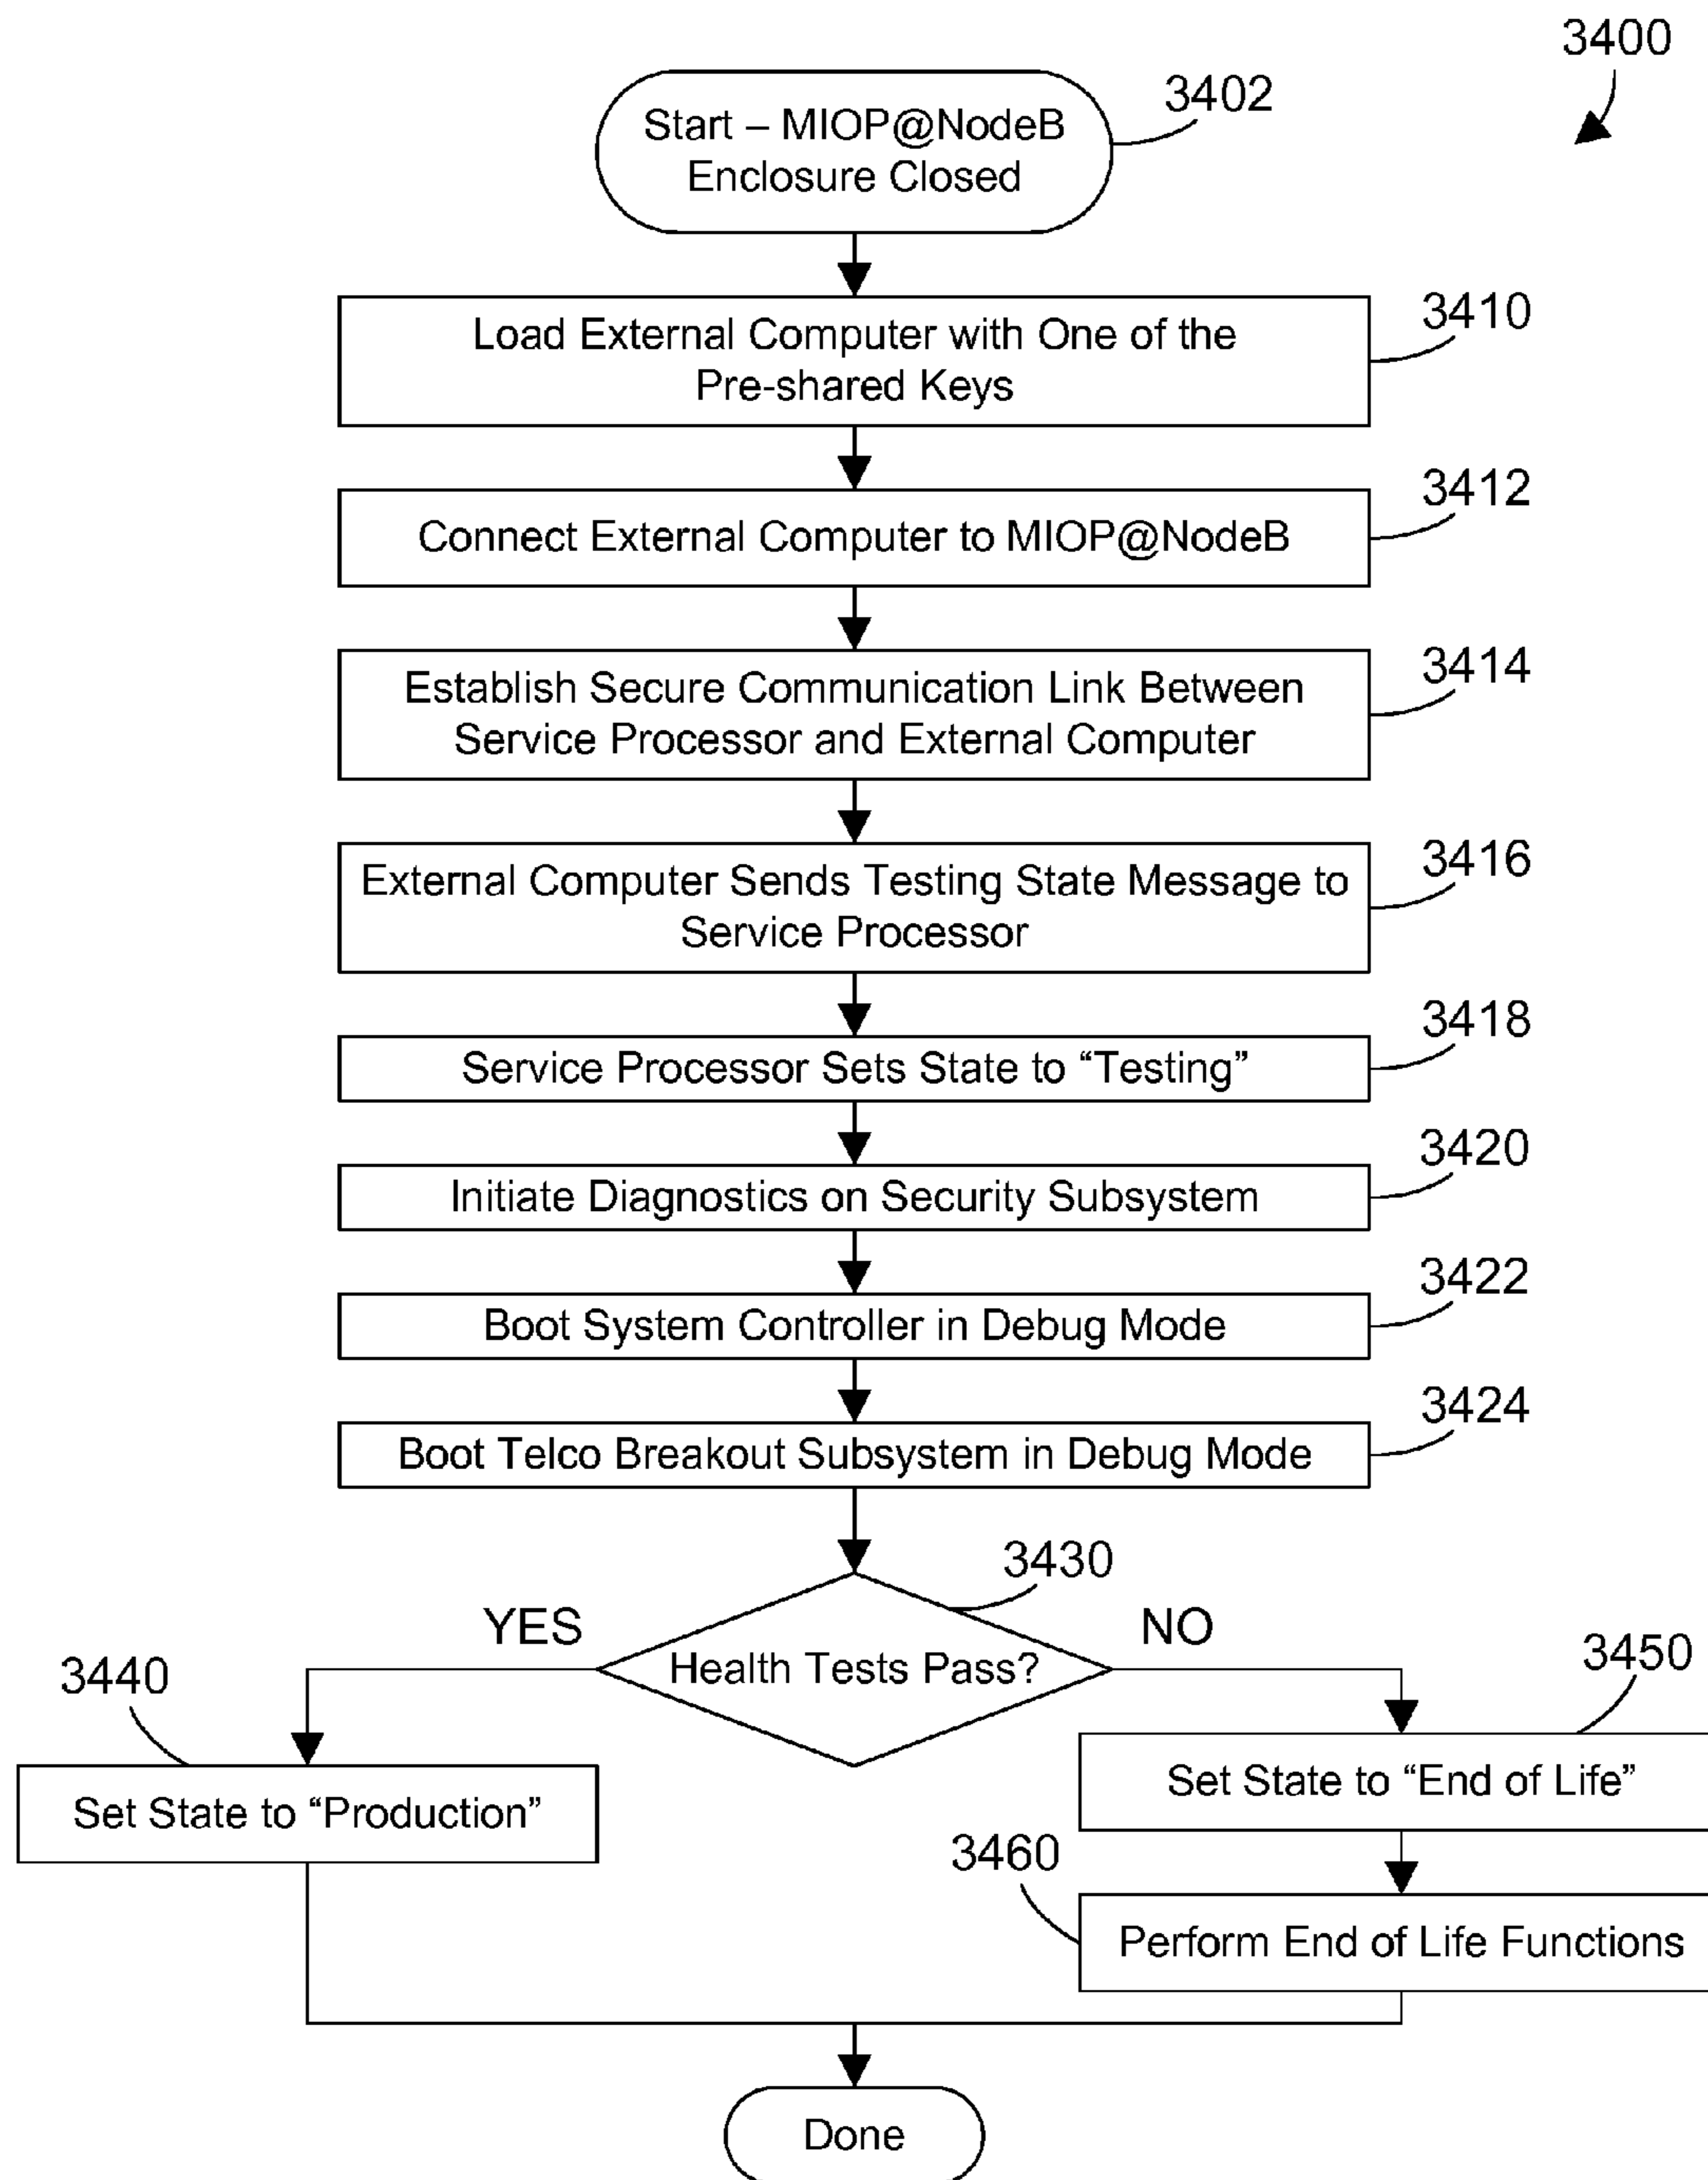 3400
Start – MIOP@NodeB
Enclosure Closed
3402
Load External Computer with One of the
Pre-shared Keys
3410
Connect External Computer to MIOP@NodeB
3412
Establish Secure Communication Link Between
Service Processor and External Computer
3414
External Computer Sends Testing State Message to
Service Processor
3416
Service Processor Sets State to “Testing”
3418
Initiate Diagnostics on Security Subsystem
3420
Boot System Controller in Debug Mode
3422
Boot Telco Breakout Subsystem in Debug Mode
3424
Health Tests Pass?
3430
YES
NO
3440
Set State to “Production”
3450
Set State to “End of Life”
3460
Perform End of Life Functions
Done